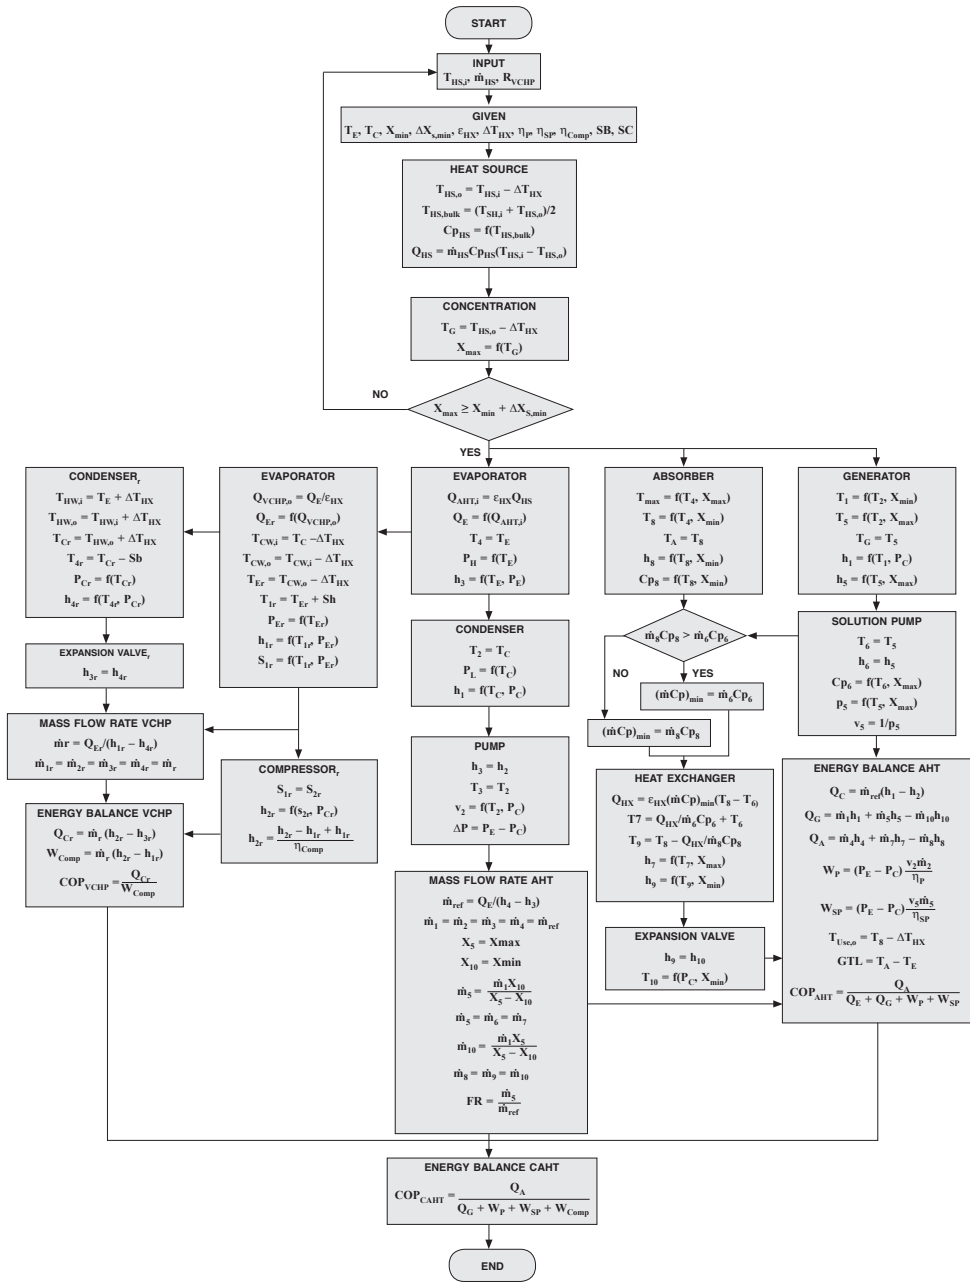 START
INPUT
T_HS,i, ṁ_HS, R_VCHP
GIVEN
T_E, T_C, X_min, ΔX_s,min, ε_HX, ΔT_HX, η_P, η_SP, η_Comp, SB, SC
HEAT SOURCE
T_HS,o = T_HS,i – ΔT_HX
T_HS,bulk = (T_SH,i + T_HS,o)/2
Cp_HS = f(T_HS,bulk)
Q_HS = ṁ_HS Cp_HS(T_HS,i – T_HS,o)
CONCENTRATION
T_G = T_HS,o – ΔT_HX
X_max = f(T_G)
NO
X_max ≥ X_min + ΔX_S,min
YES
CONDENSER_r
T_HW,i = T_E + ΔT_HX
T_HW,o = T_HW,i + ΔT_HX
T_Cr = T_HW,o + ΔT_HX
T_4r = T_Cr – Sb
P_Cr = f(T_Cr)
h_4r = f(T_4r, P_Cr)
EXPANSION VALVE_r
h_3r = h_4r
MASS FLOW RATE VCHP
ṁr = Q_Er/(h_1r – h_4r)
ṁ_1r = ṁ_2r = ṁ_3r = ṁ_4r = ṁ_r
ENERGY BALANCE VCHP
Q_Cr = ṁ_r (h_2r – h_3r)
W_Comp = ṁ_r (h_2r – h_1r)
COP_VCHP = Q_Cr / W_Comp
EVAPORATOR
Q_VCHP,o = Q_E/ε_HX
Q_Er = f(Q_VCHP,o)
T_CW,i = T_C –ΔT_HX
T_CW,o = T_CW,i – ΔT_HX
T_Er = T_CW,o – ΔT_HX
T_1r = T_Er + Sh
P_Er = f(T_Er)
h_1r = f(T_1r, P_Er)
S_1r = f(T_1r, P_Er)
COMPRESSOR_r
S_1r = S_2r
h_2r = f(s_2r, P_Cr)
h_2r = h_2r – h_1r + h_1r / η_Comp
EVAPORATOR
Q_AHT,i = ε_HX Q_HS
Q_E = f(Q_AHT,i)
T_4 = T_E
P_H = f(T_E)
h_3 = f(T_E, P_E)
CONDENSER
T_2 = T_C
P_L = f(T_C)
h_1 = f(T_C, P_C)
PUMP
h_3 = h_2
T_3 = T_2
v_2 = f(T_2, P_C)
ΔP = P_E – P_C)
MASS FLOW RATE AHT
ṁ_ref = Q_E/(h_4 – h_3)
ṁ_1 = ṁ_2 = ṁ_3 = ṁ_4 = ṁ_ref
X_5 = Xmax
X_10 = Xmin
ṁ_5 = ṁ_1X_10 / X_5 – X_10
ṁ_5 = ṁ_6 = ṁ_7
ṁ_10 = ṁ_1X_5 / X_5 – X_10
ṁ_8 = ṁ_9 = ṁ_10
FR = ṁ_5 / ṁ_ref
ABSORBER
T_max = f(T_4, X_max)
T_8 = f(T_4, X_min)
T_A = T_8
h_8 = f(T_8, X_min)
Cp_8 = f(T_8, X_min)
ṁ_8Cp_8 > ṁ_6Cp_6
NO
YES
(ṁCp)_min = ṁ_6Cp_6
(ṁCp)_min = ṁ_8Cp_8
HEAT EXCHANGER
Q_HX = ε_HX(ṁCp)_min(T_8 – T_6)
T7 = Q_HX/ṁ_6Cp_6 + T_6
T_9 = T_8 – Q_HX/ṁ_8Cp_8
h_7 = f(T_7, X_max)
h_9 = f(T_9, X_min)
EXPANSION VALVE
h_9 = h_10
T_10 = f(P_C, X_min)
GENERATOR
T_1 = f(T_2, X_min)
T_5 = f(T_2, X_max)
T_G = T_5
h_1 = f(T_1, P_C)
h_5 = f(T_5, X_max)
SOLUTION PUMP
T_6 = T_5
h_6 = h_5
Cp_6 = f(T_6, X_max)
p_5 = f(T_5, X_max)
v_5 = 1/p_5
ENERGY BALANCE AHT
Q_C = ṁ_ref(h_1 – h_2)
Q_G = ṁ_1h_1 + ṁ_5h_5 – ṁ_10h_10
Q_A = ṁ_4h_4 + ṁ_7h_7 – ṁ_8h_8
W_P = (P_E – P_C) v_2ṁ_2 / η_P
W_SP = (P_E – P_C) v_5ṁ_5 / η_SP
T_Use,o = T_8 – ΔT_HX
GTL = T_A – T_E
COP_AHT = Q_A / Q_E + Q_G + W_P + W_SP
ENERGY BALANCE CAHT
COP_CAHT = Q_A / Q_G + W_P + W_SP + W_Comp
END